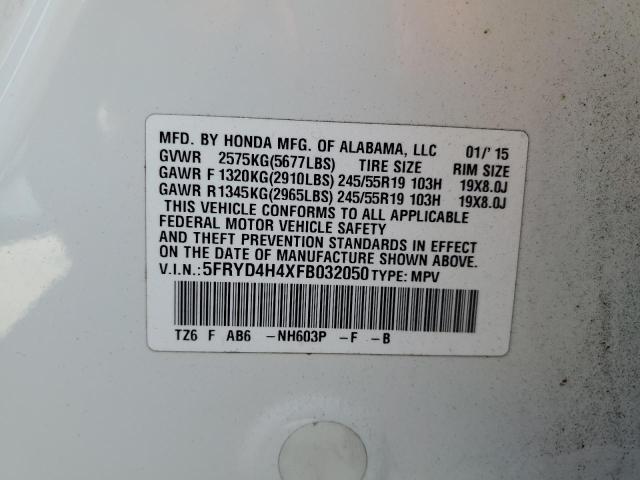 MFD. BY HONDA MFG. OF ALABAMA, LLC 01/'15
GVWR 2575KG(5677LBS) TIRE SIZE RIM SIZE
GAWR F 1320KG(2910LBS) 245/55R19 103H 19X8.0J
GAWR R1345KG(2965LBS) 245/55R19 103H 19X8.0J
THIS VEHICLE CONFORMS TO ALL APPLICABLE
FEDERAL MOTOR VEHICLE SAFETY
AND THEFT PREVENTION STANDARDS IN EFFECT
ON THE DATE OF MANUFACTURE SHOWN ABOVE.
V.I.N.:5FRYD4H4XFB032050 TYPE: MPV
TZ6 F AB6 -NH603P -F -B